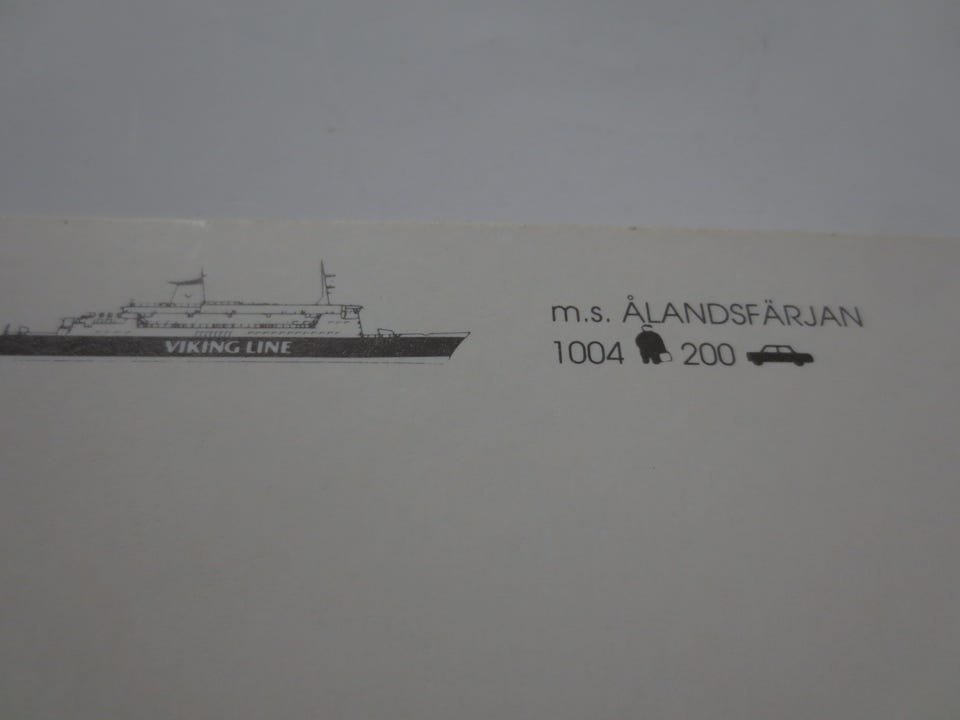 VIKING LINE
m.s. ÅLANDSFÄRJAN
1004 200